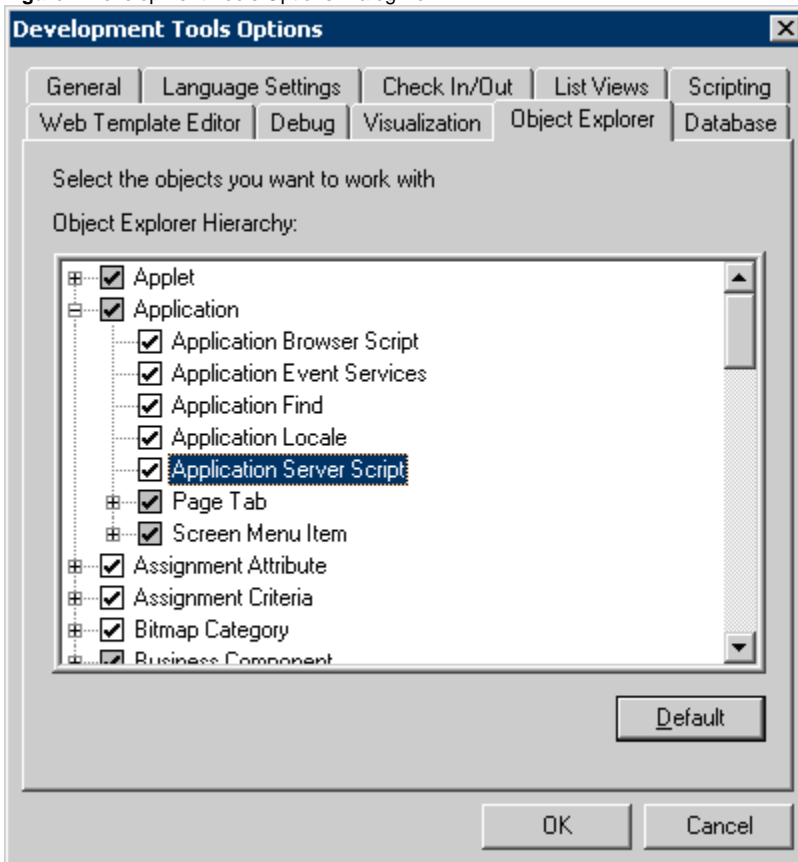 Development Tools Options
General Language Settings Check In/Out List Views Scripting
Web Template Editor Debug Visualization Object Explorer Database
Select the objects you want to work with
Object Explorer Hierarchy:
Applet
Application
Application Browser Script
Application Event Services
Application Find
Application Locale
Application Server Script
Page Tab
Screen Menu Item
Assignment Attribute
Assignment Criteria
Bitmap Category
Business Component
Default
OK Cancel